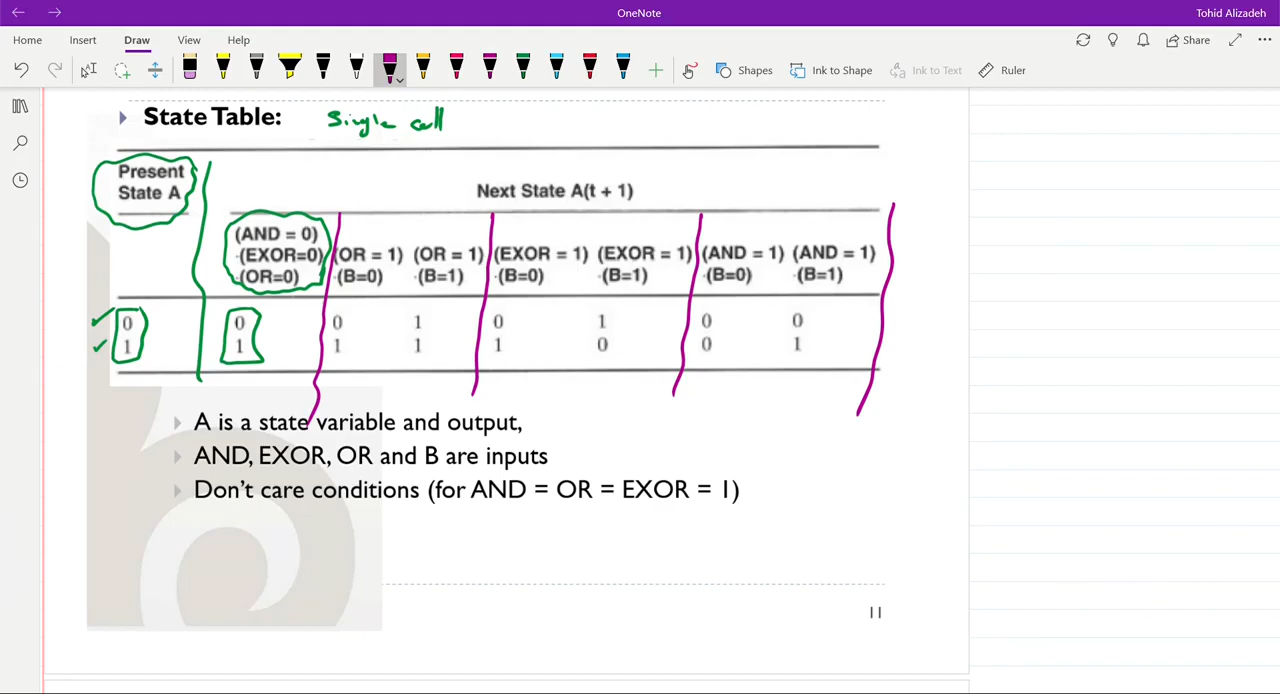 OneNote
Tohid Alizadeh
Home Insert Draw View Help
Share
Shapes Ink to Shape Ink to Text Ruler
State Table: Single cell
Present
State A
Next State A(t + 1)
(AND = 0)
(EXOR=0) (OR = 1) (OR = 1) (EXOR = 1) (EXOR = 1) (AND = 1) (AND = 1)
(OR=0) (B=0) (B=1) (B=0) (B=1) (B=0) (B=1)
0 0 0 1 0 1 0 0
1 1 1 1 1 0 0 1
A is a state variable and output,
AND, EXOR, OR and B are inputs
Don't care conditions (for AND = OR = EXOR = 1)
11